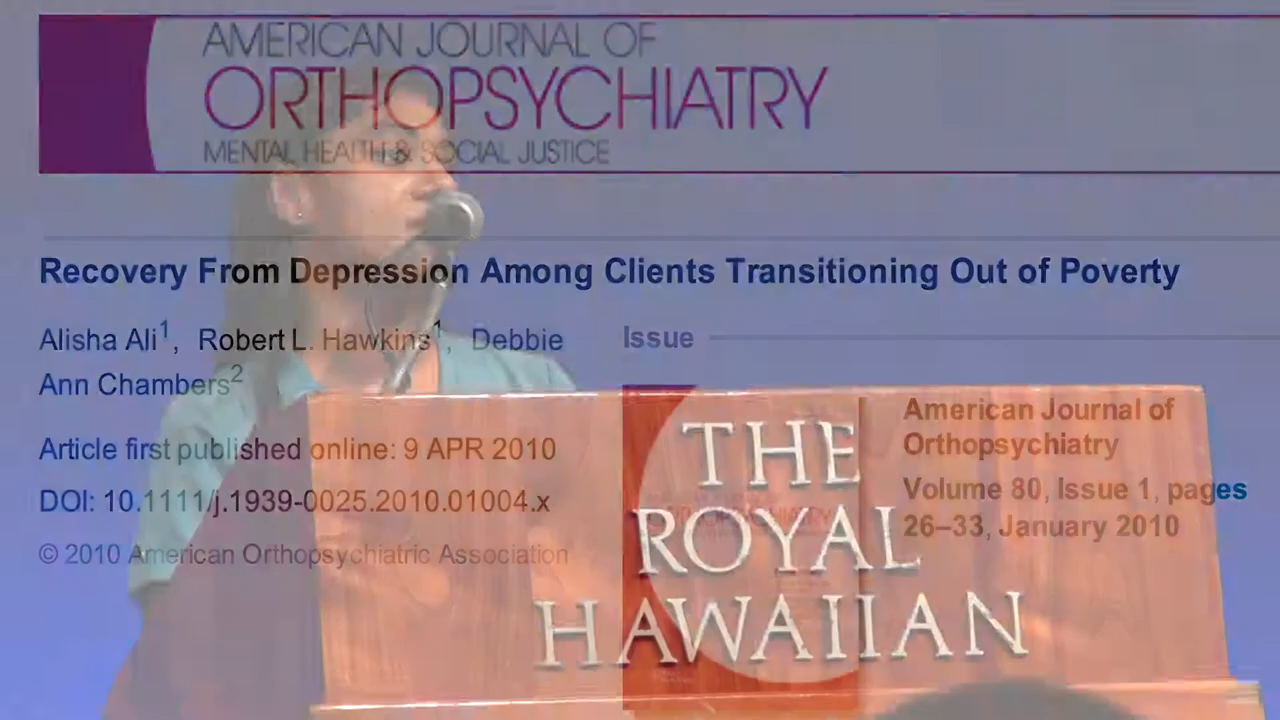 AMERICAN JOURNAL OF
ORTHOPSYCHIATRY
MENTAL HEALTH & SOCIAL JUSTICE
Recovery From Depression Among Clients Transitioning Out of Poverty
Alisha Ali1, Robert L. Hawkins1, Debbie
Ann Chambers2
Article first published online: 9 APR 2010
DOI: 10.1111/j.1939-0025.2010.01004.x
© 2010 American Orthopsychiatric Association
Issue
American Journal of
Orthopsychiatry
Volume 80, Issue 1, pages
26–33, January 2010
THE
ROYAL
HAWAIIAN